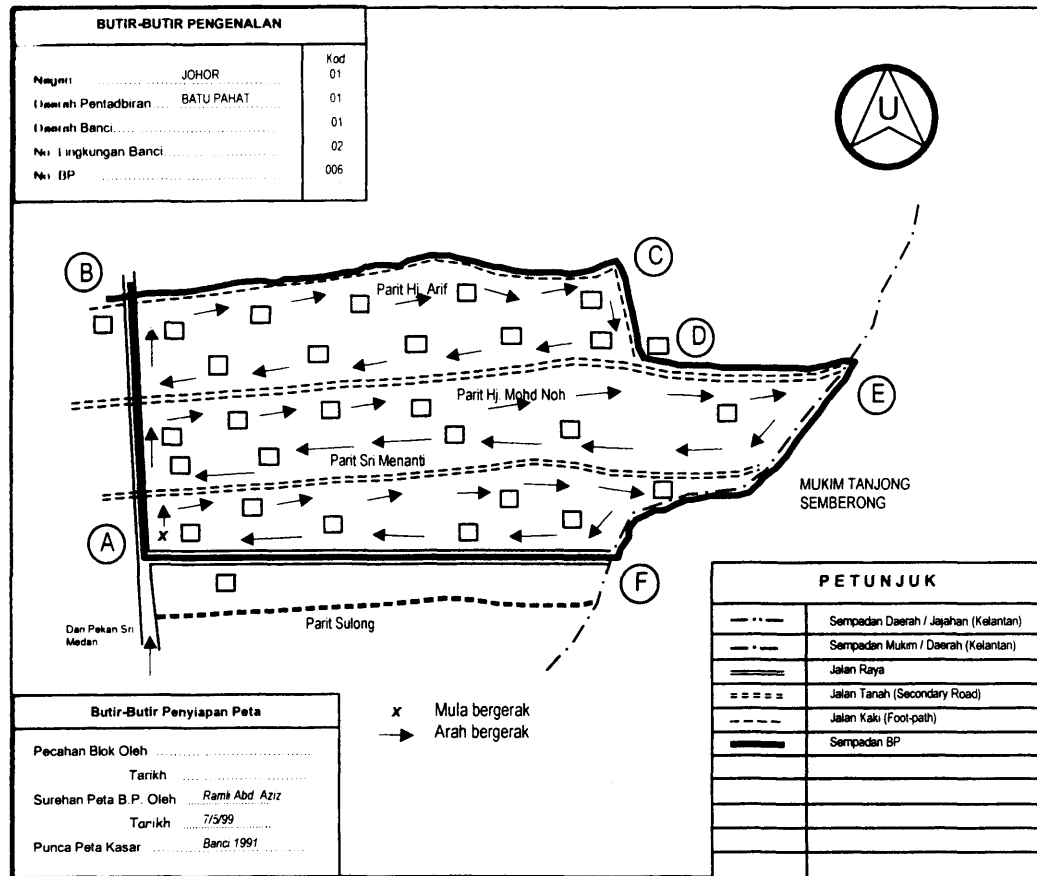 BUTIR-BUTIR PENGENALAN
Kod
Negeri JOHOR 01
Daerah Pentadbiran BATU PAHAT 01
Daerah Banci 01
No. Lingkungan Banci 02
No. BP 006
U
B
C
Parit Hj. Arif
D
Parit Hj. Mohd Noh
E
Parit Sri Menanti
MUKIM TANJONG
SEMBERONG
x
A
F
Parit Sulong
Dari Pekan Sri
Medan
x Mula bergerak
Arah bergerak
PETUNJUK
Sempadan Daerah / Jajahan (Kelantan)
Sempadan Mukim / Daerah (Kelantan)
Jalan Raya
Jalan Tanah (Secondary Road)
Jalan Kaki (Foot-path)
Sempadan BP
Butir-Butir Penyiapan Peta
Pecahan Blok Oleh
Tarikh
Surehan Peta B.P. Oleh Ramli Abd. Aziz
Tarikh 7/5/99
Punca Peta Kasar Banci 1991